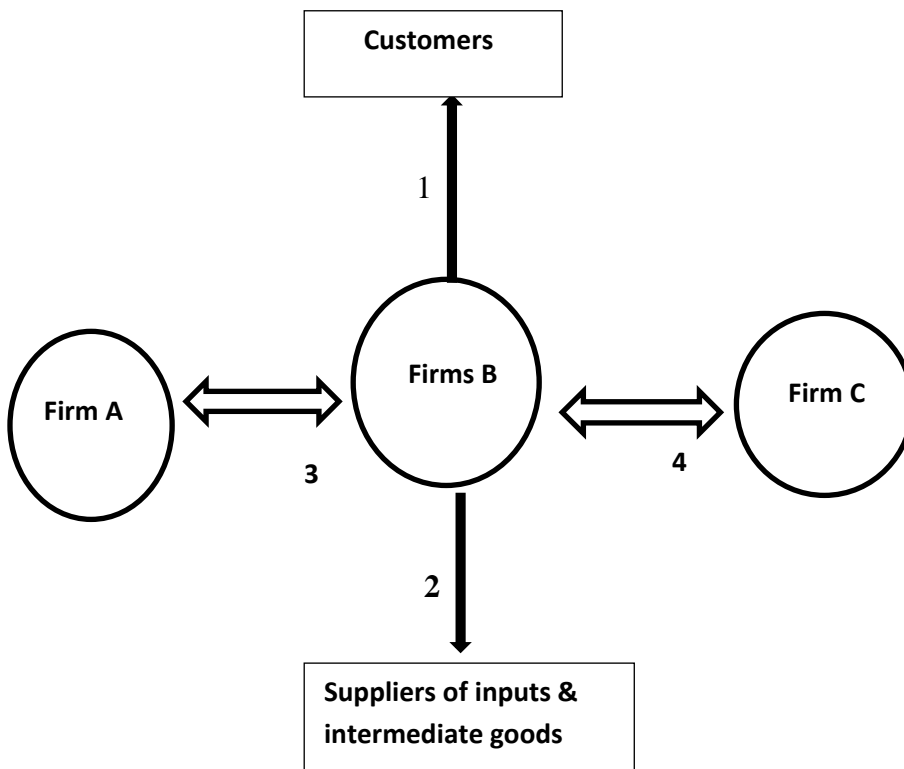 Customers
1
Firms B
Firm A
Firm C
3
4
2
Suppliers of inputs &
intermediate goods